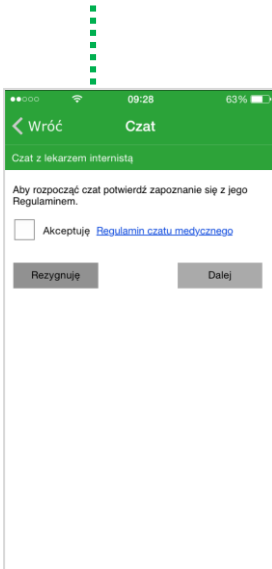 09:28 63%
Wróć Czat
Czat z lekarzem internistą
Aby rozpocząć czat potwierdź zapoznanie się z jego
Regulaminem.
Akceptuję Regulamin czatu medycznego
Rezygnuję Dalej